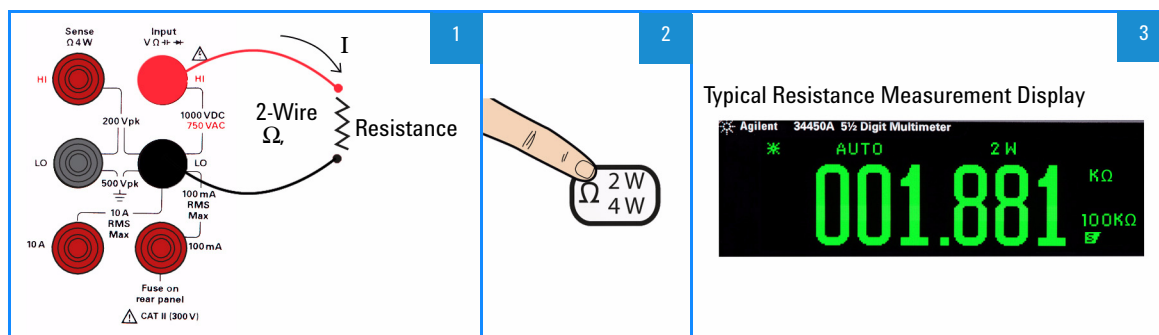 1
Sense
Ω 4 W
Input
V Ω
HI
HI
I
200 Vpk
1000 VDC
750 VAC
2-Wire
Ω,
Resistance
LO
LO
500 Vpk
100 mA
RMS
Max
10 A
RMS
Max
10 A
100 mA
Fuse on
rear panel
CAT II (300 V)
2
Ω
2 W
4 W
3
Typical Resistance Measurement Display
Agilent 34450A 5½ Digit Multimeter
AUTO 2 W
001.881 KΩ
100KΩ
S